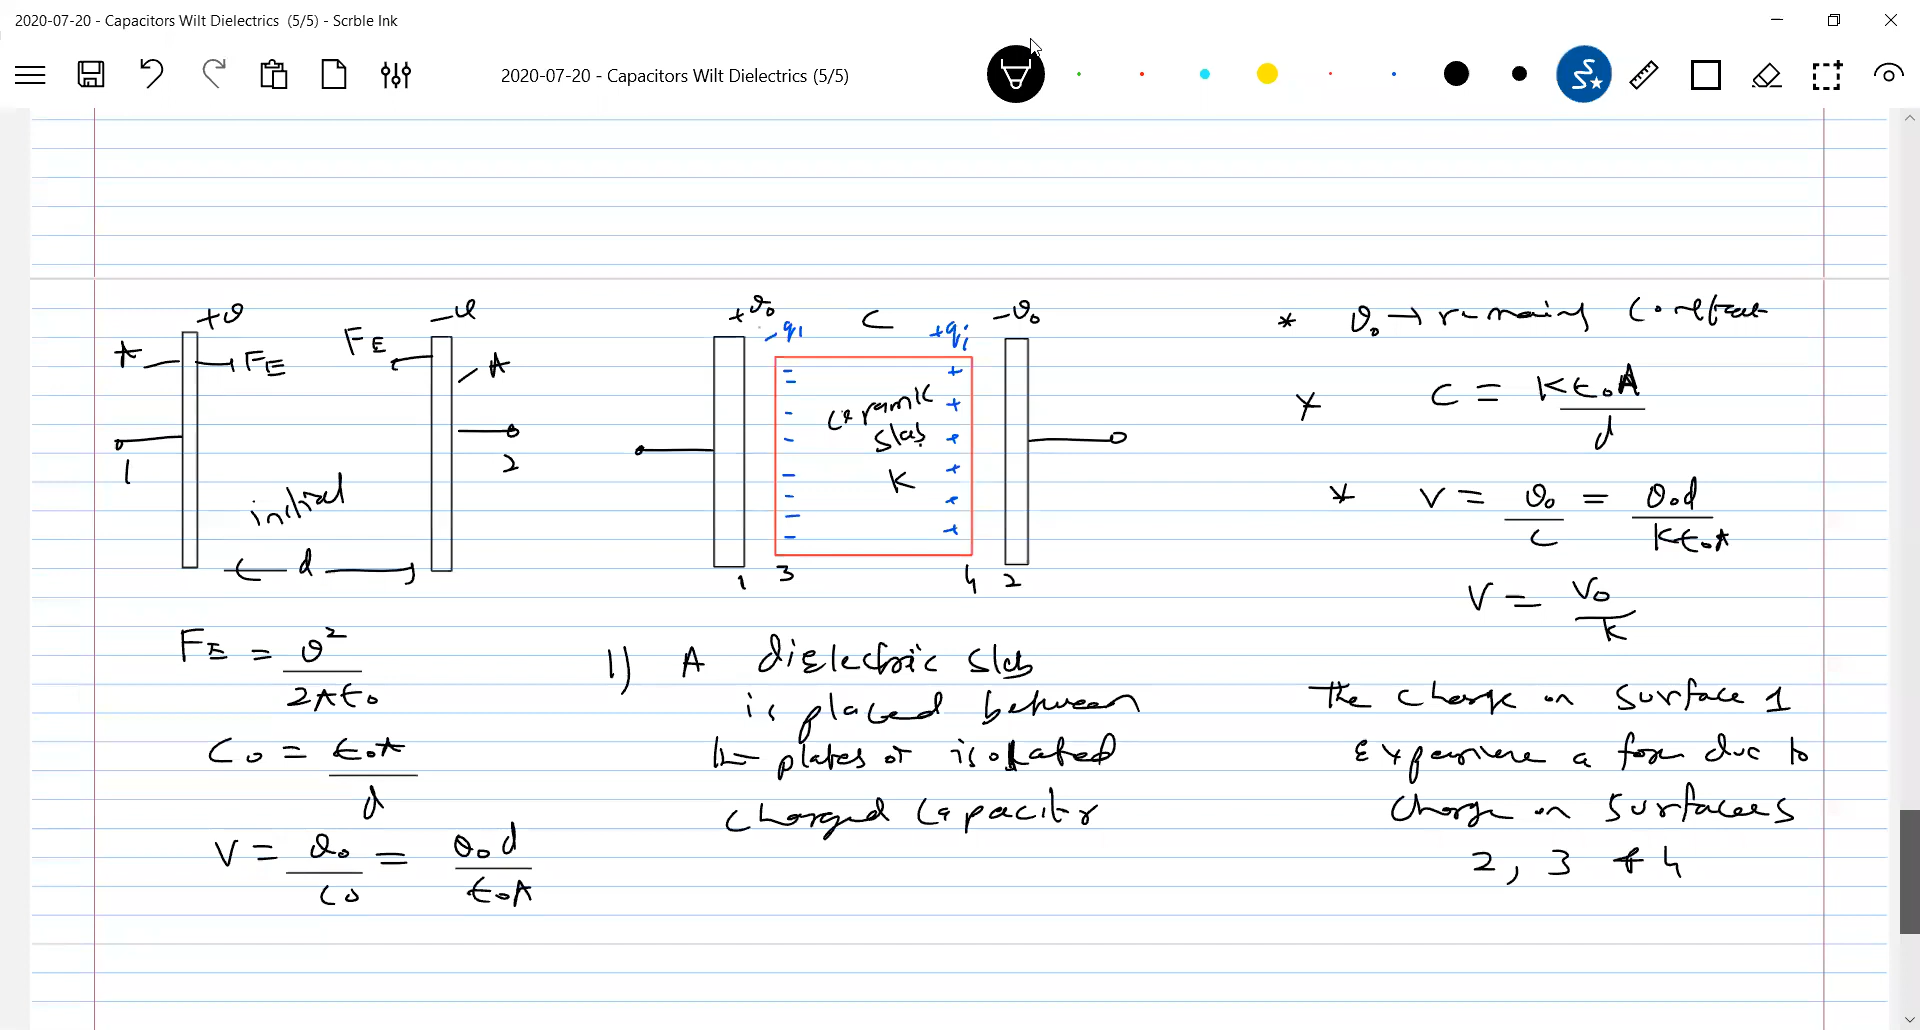 2020-07-20 - Capacitors Wilt Dielectrics (5/5) - Scrble Ink
2020-07-20 - Capacitors Wilt Dielectrics (5/5)
+Q
-Q
A
FE
FE
A
1
2
initial
d
FE = Q²/2Aε₀
C₀ = ε₀A/d
V = Q₀/C₀ = Q₀d/ε₀A
+Q₀
-qi
C
+qi
-Q₀
ceramic
slab
K
1 3 4 2
1) A dielectric slab
is placed between
plates of isolated
charged capacitor
* Q₀ → remains constant
* C = Kε₀A/d
* V = Q₀/C = Q₀d/Kε₀A
V = V₀/K
The charge on surface 1
experience a force due to
charge on surfaces
2, 3 & 4